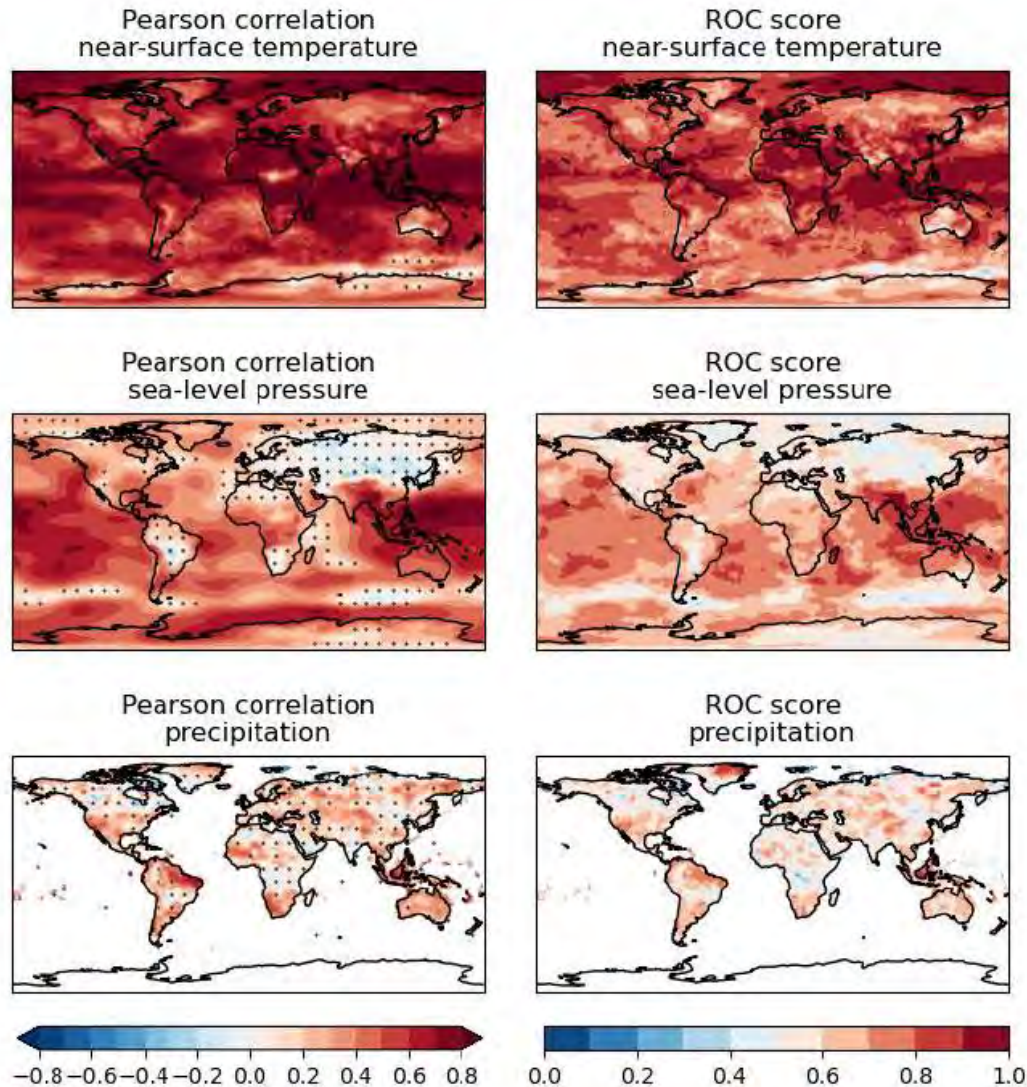 Pearson correlation
near-surface temperature
ROC score
near-surface temperature
Pearson correlation
sea-level pressure
ROC score
sea-level pressure
Pearson correlation
precipitation
ROC score
precipitation
−0.8 −0.6 −0.4 −0.2 0.0 0.2 0.4 0.6 0.8
0.0 0.2 0.4 0.6 0.8 1.0